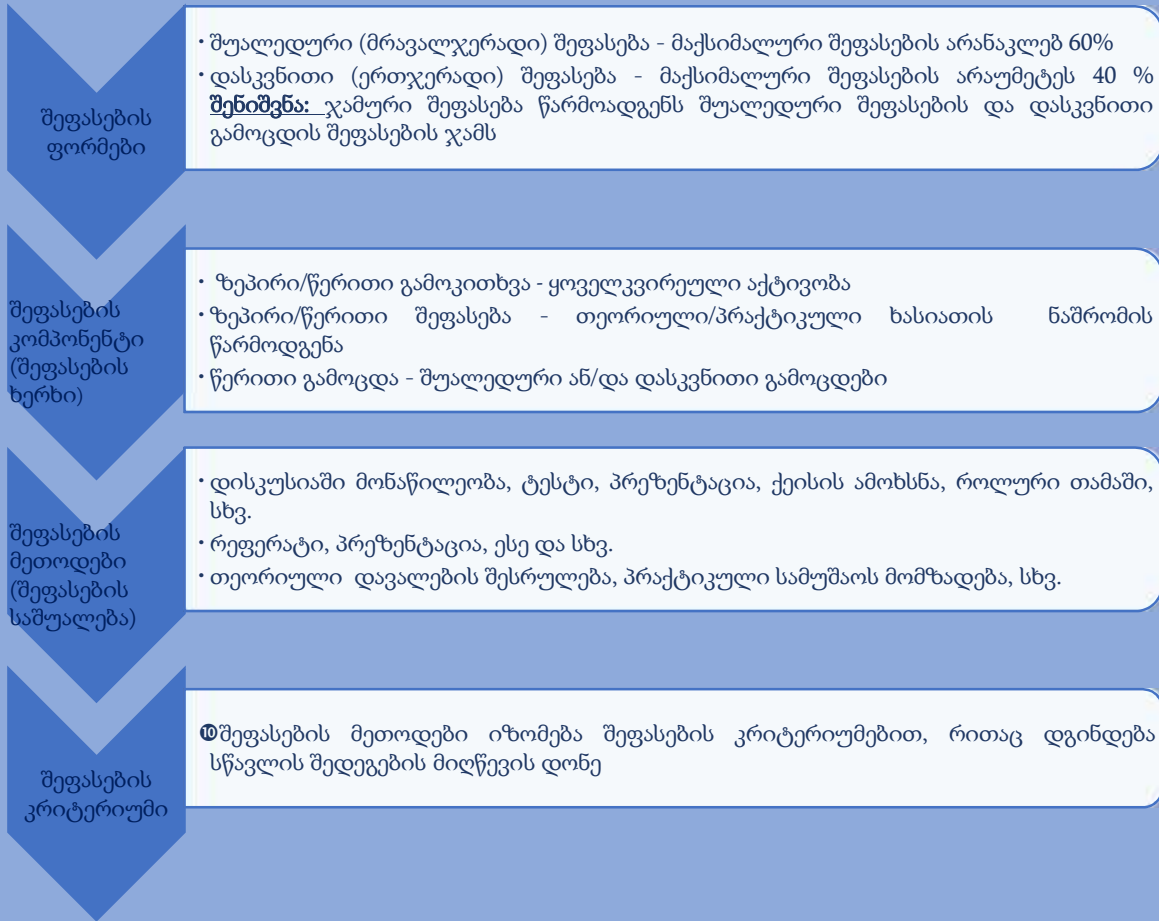 შეფასების
ფორმები
• შუალედური (მრავალჯერადი) შეფასება - მაქსიმალური შეფასების არანაკლებ 60%
• დასკვნითი (ერთჯერადი) შეფასება - მაქსიმალური შეფასების არაუმეტეს 40 %
შენიშვნა: ჯამური შეფასება წარმოადგენს შუალედური შეფასების და დასკვნითი
გამოცდის შეფასების ჯამს
შეფასების
კომპონენტი
(შეფასების
ხერხი)
• ზეპირი/წერითი გამოკითხვა - ყოველკვირეული აქტივობა
• ზეპირი/წერითი შეფასება - თეორიული/პრაქტიკული ხასიათის ნაშრომის
წარმოდგენა
• წერითი გამოცდა - შუალედური ან/და დასკვნითი გამოცდები
შეფასების
მეთოდები
(შეფასების
საშუალება)
• დისკუსიაში მონაწილეობა, ტესტი, პრეზენტაცია, ქეისის ამოხსნა, როლური თამაში,
სხვ.
• რეფერატი, პრეზენტაცია, ესე და სხვ.
• თეორიული დავალების შესრულება, პრაქტიკული სამუშაოს მომზადება, სხვ.
შეფასების
კრიტერიუმი
❿შეფასების მეთოდები იზომება შეფასების კრიტერიუმებით, რითაც დგინდება
სწავლის შედეგების მიღწევის დონე